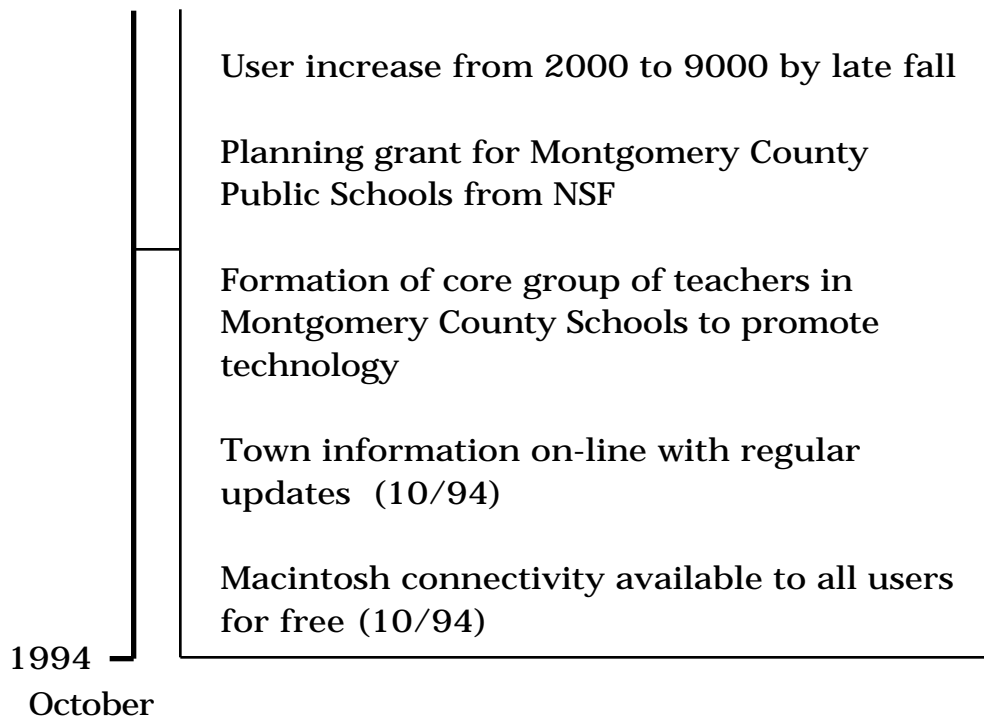 User increase from 2000 to 9000 by late fall
Planning grant for Montgomery County
Public Schools from NSF
Formation of core group of teachers in
Montgomery County Schools to promote
technology
Town information on-line with regular
updates  (10/94)
Macintosh connectivity available to all users
for free (10/94)
1994
October